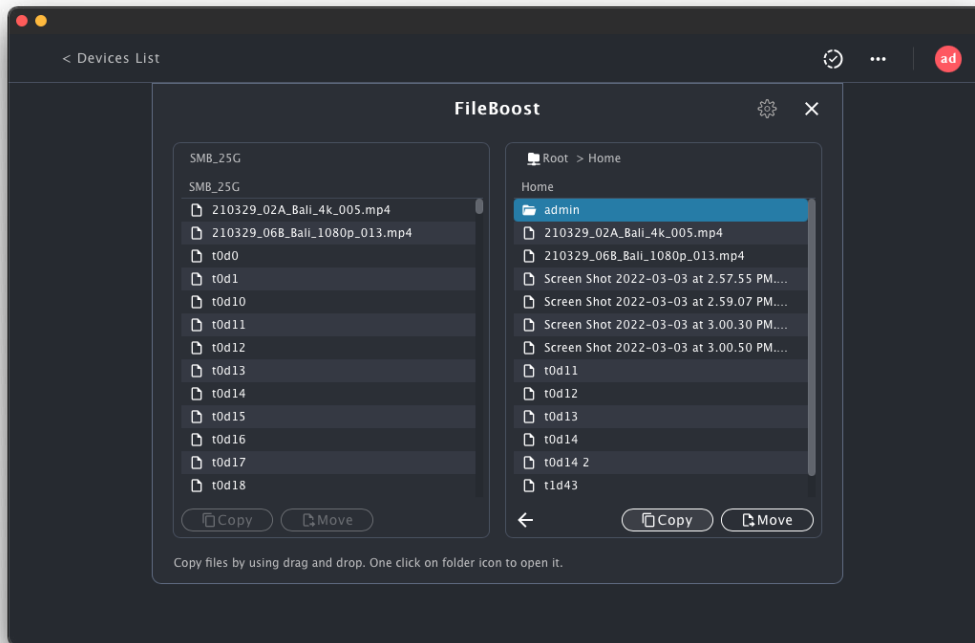 < Devices List
ad
FileBoost
SMB_25G
SMB_25G
210329_02A_Bali_4k_005.mp4
210329_06B_Bali_1080p_013.mp4
t0d0
t0d1
t0d10
t0d11
t0d12
t0d13
t0d14
t0d15
t0d16
t0d17
t0d18
Copy Move
Root > Home
Home
admin
210329_02A_Bali_4k_005.mp4
210329_06B_Bali_1080p_013.mp4
Screen Shot 2022-03-03 at 2.57.55 PM....
Screen Shot 2022-03-03 at 2.59.07 PM....
Screen Shot 2022-03-03 at 3.00.30 PM....
Screen Shot 2022-03-03 at 3.00.50 PM....
t0d11
t0d12
t0d13
t0d14
t0d14 2
t1d43
Copy Move
Copy files by using drag and drop. One click on folder icon to open it.